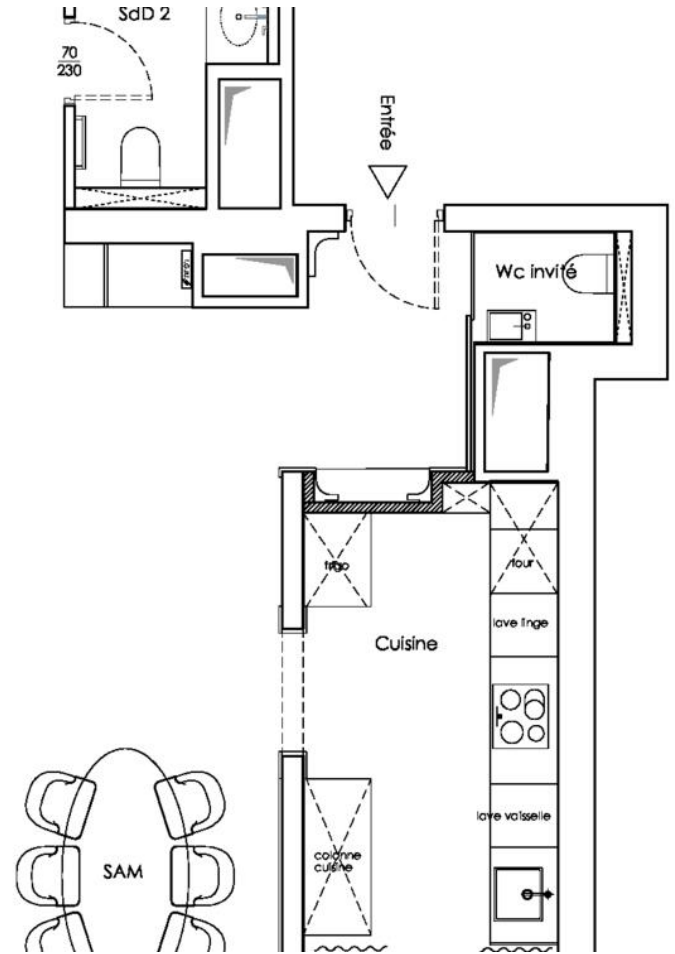 SdD 2
70
230
Entrée
Wc invité
frigo
four
lave linge
Cuisine
lave vaisselle
colonne
cuisine
SAM